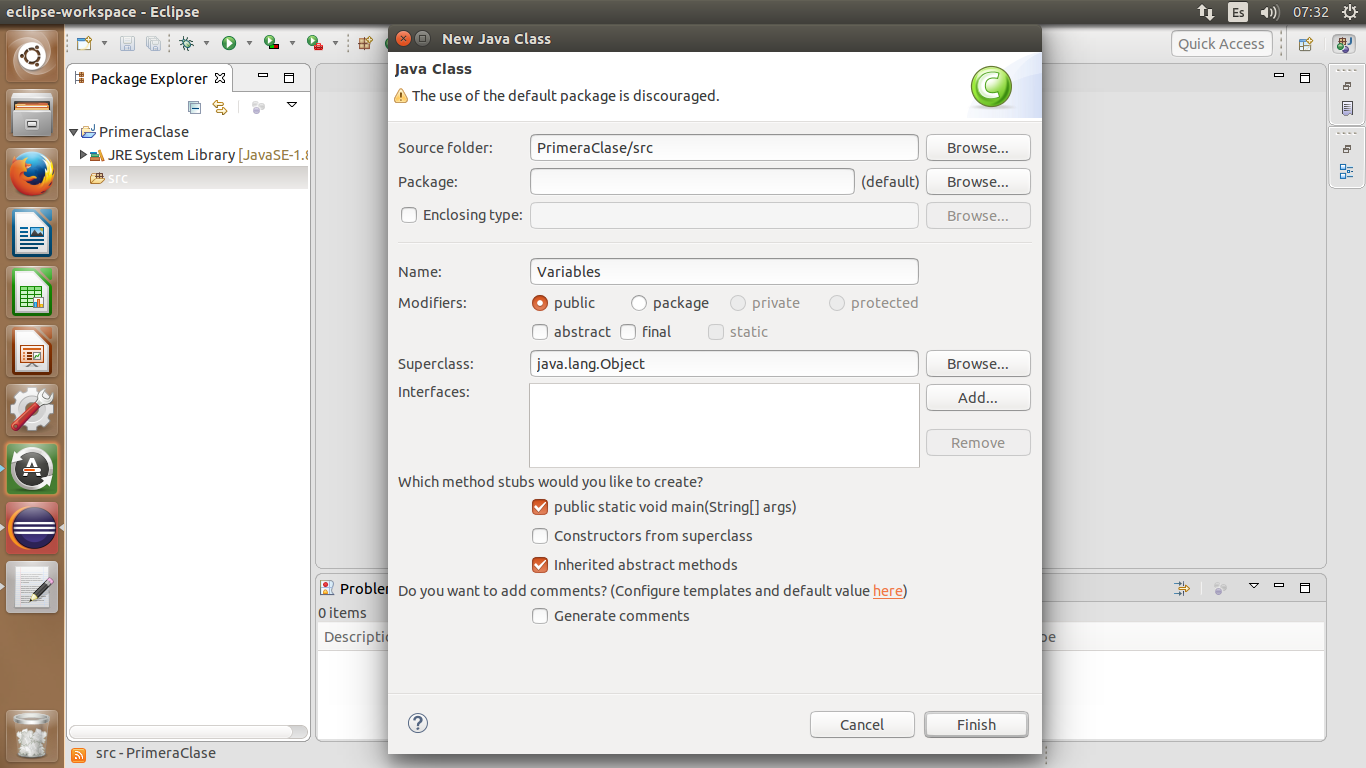 eclipse-workspace - Eclipse
Es
07:32
New Java Class
Quick Access
Package Explorer
Java Class
The use of the default package is discouraged.
PrimeraClase
JRE System Library [JavaSE-1.8
src
Source folder:
PrimeraClase/src
Browse...
Package:
(default)
Browse...
Enclosing type:
Browse...
Name:
Variables
Modifiers:
public
package
private
protected
abstract
final
static
Superclass:
java.lang.Object
Browse...
Interfaces:
Add...
Remove
Which method stubs would you like to create?
public static void main(String[] args)
Constructors from superclass
Inherited abstract methods
Do you want to add comments? (Configure templates and default value here)
Generate comments
Cancel
Finish
0 items
src - PrimeraClase